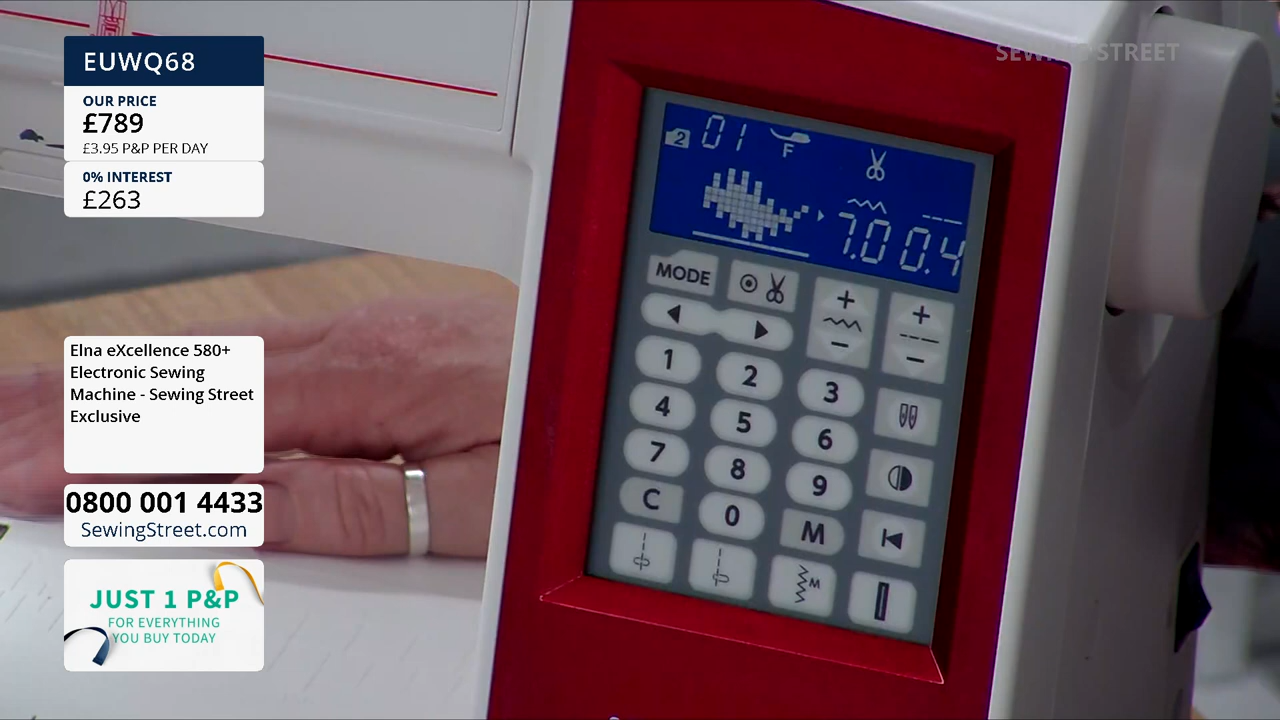 EUWQ68
OUR PRICE
£789
£3.95 P&P PER DAY
0% INTEREST
£263
Elna eXcellence 580+
Electronic Sewing
Machine - Sewing Street
Exclusive
0800 001 4433
SewingStreet.com
JUST 1 P&P
FOR EVERYTHING
YOU BUY TODAY
SEWING STREET
2 01 F
7.0 0.4
MODE
+ +
- -
1 2 3
4 5 6
7 8 9
C 0 M
M